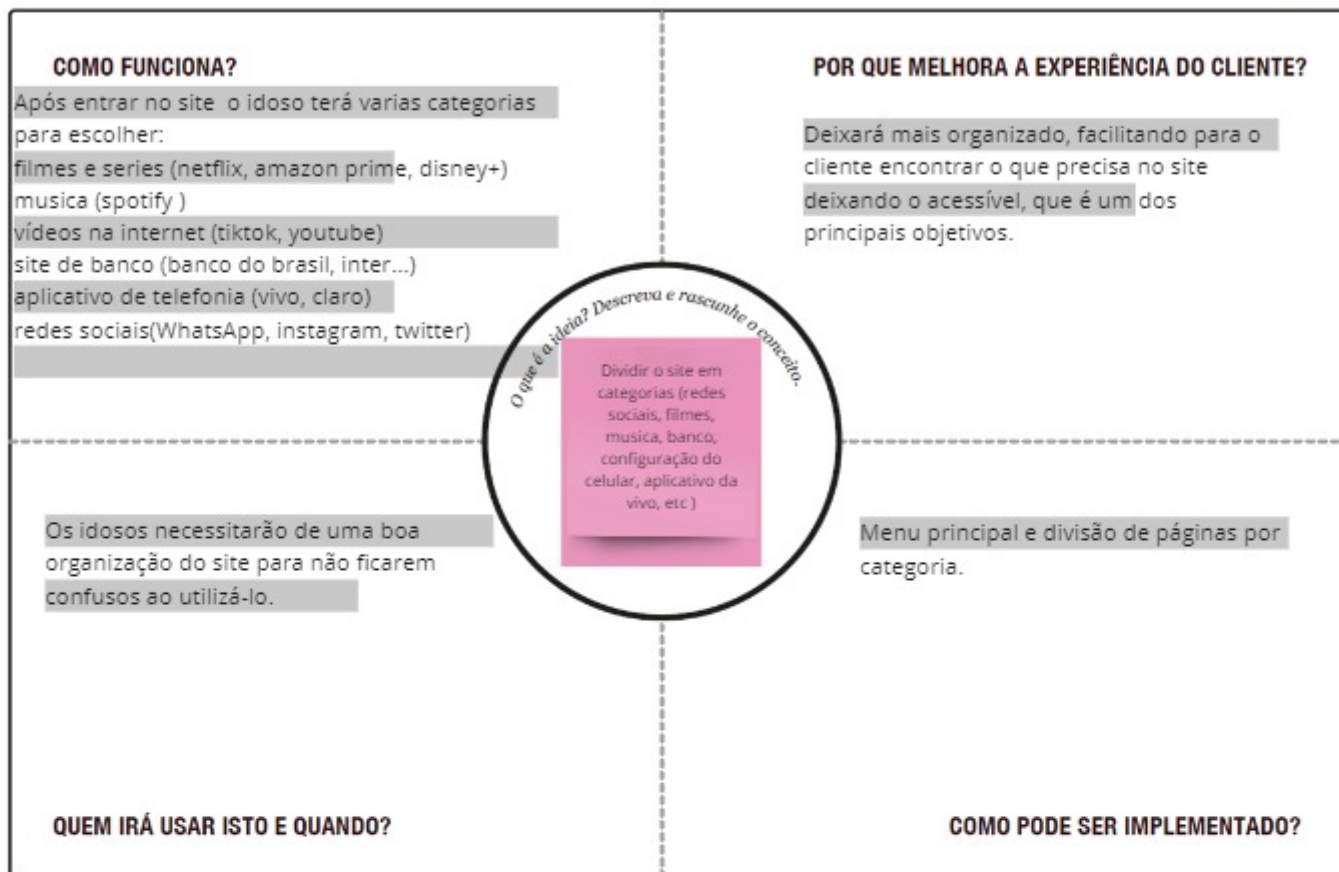 COMO FUNCIONA?
Após entrar no site o idoso terá varias categorias
para escolher:
filmes e series (netflix, amazon prime, disney+)
musica (spotify )
vídeos na internet (tiktok, youtube)
site de banco (banco do brasil, inter...)
aplicativo de telefonia (vivo, claro)
redes sociais(WhatsApp, instagram, twitter)
POR QUE MELHORA A EXPERIÊNCIA DO CLIENTE?
Deixará mais organizado, facilitando para o
cliente encontrar o que precisa no site
deixando o acessível, que é um dos
principais objetivos.
O que é a ideia? Descreva e rascunhe o conceito.
Dividir o site em
categorias (redes
sociais, filmes,
musica, banco,
configuração do
celular, aplicativo da
vivo, etc )
Os idosos necessitarão de uma boa
organização do site para não ficarem
confusos ao utilizá-lo.
QUEM IRÁ USAR ISTO E QUANDO?
Menu principal e divisão de páginas por
categoria.
COMO PODE SER IMPLEMENTADO?